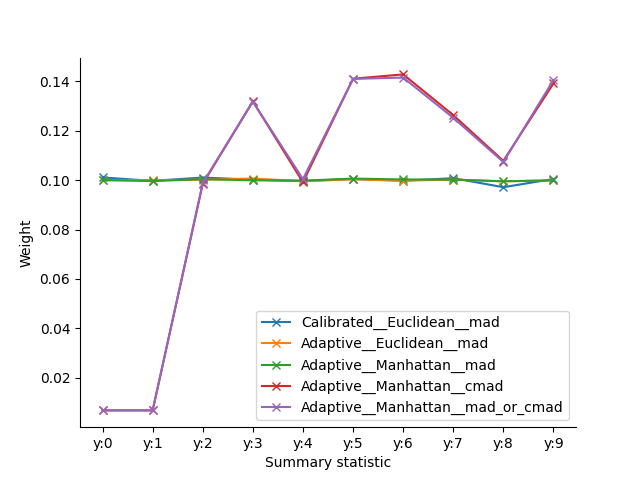 0.14
0.12
0.10
0.08
0.06
0.04
0.02
Weight
Calibrated__Euclidean__mad
Adaptive__Euclidean__mad
Adaptive__Manhattan__mad
Adaptive__Manhattan__cmad
Adaptive__Manhattan__mad_or_cmad
y:0 y:1 y:2 y:3 y:4 y:5 y:6 y:7 y:8 y:9
Summary statistic